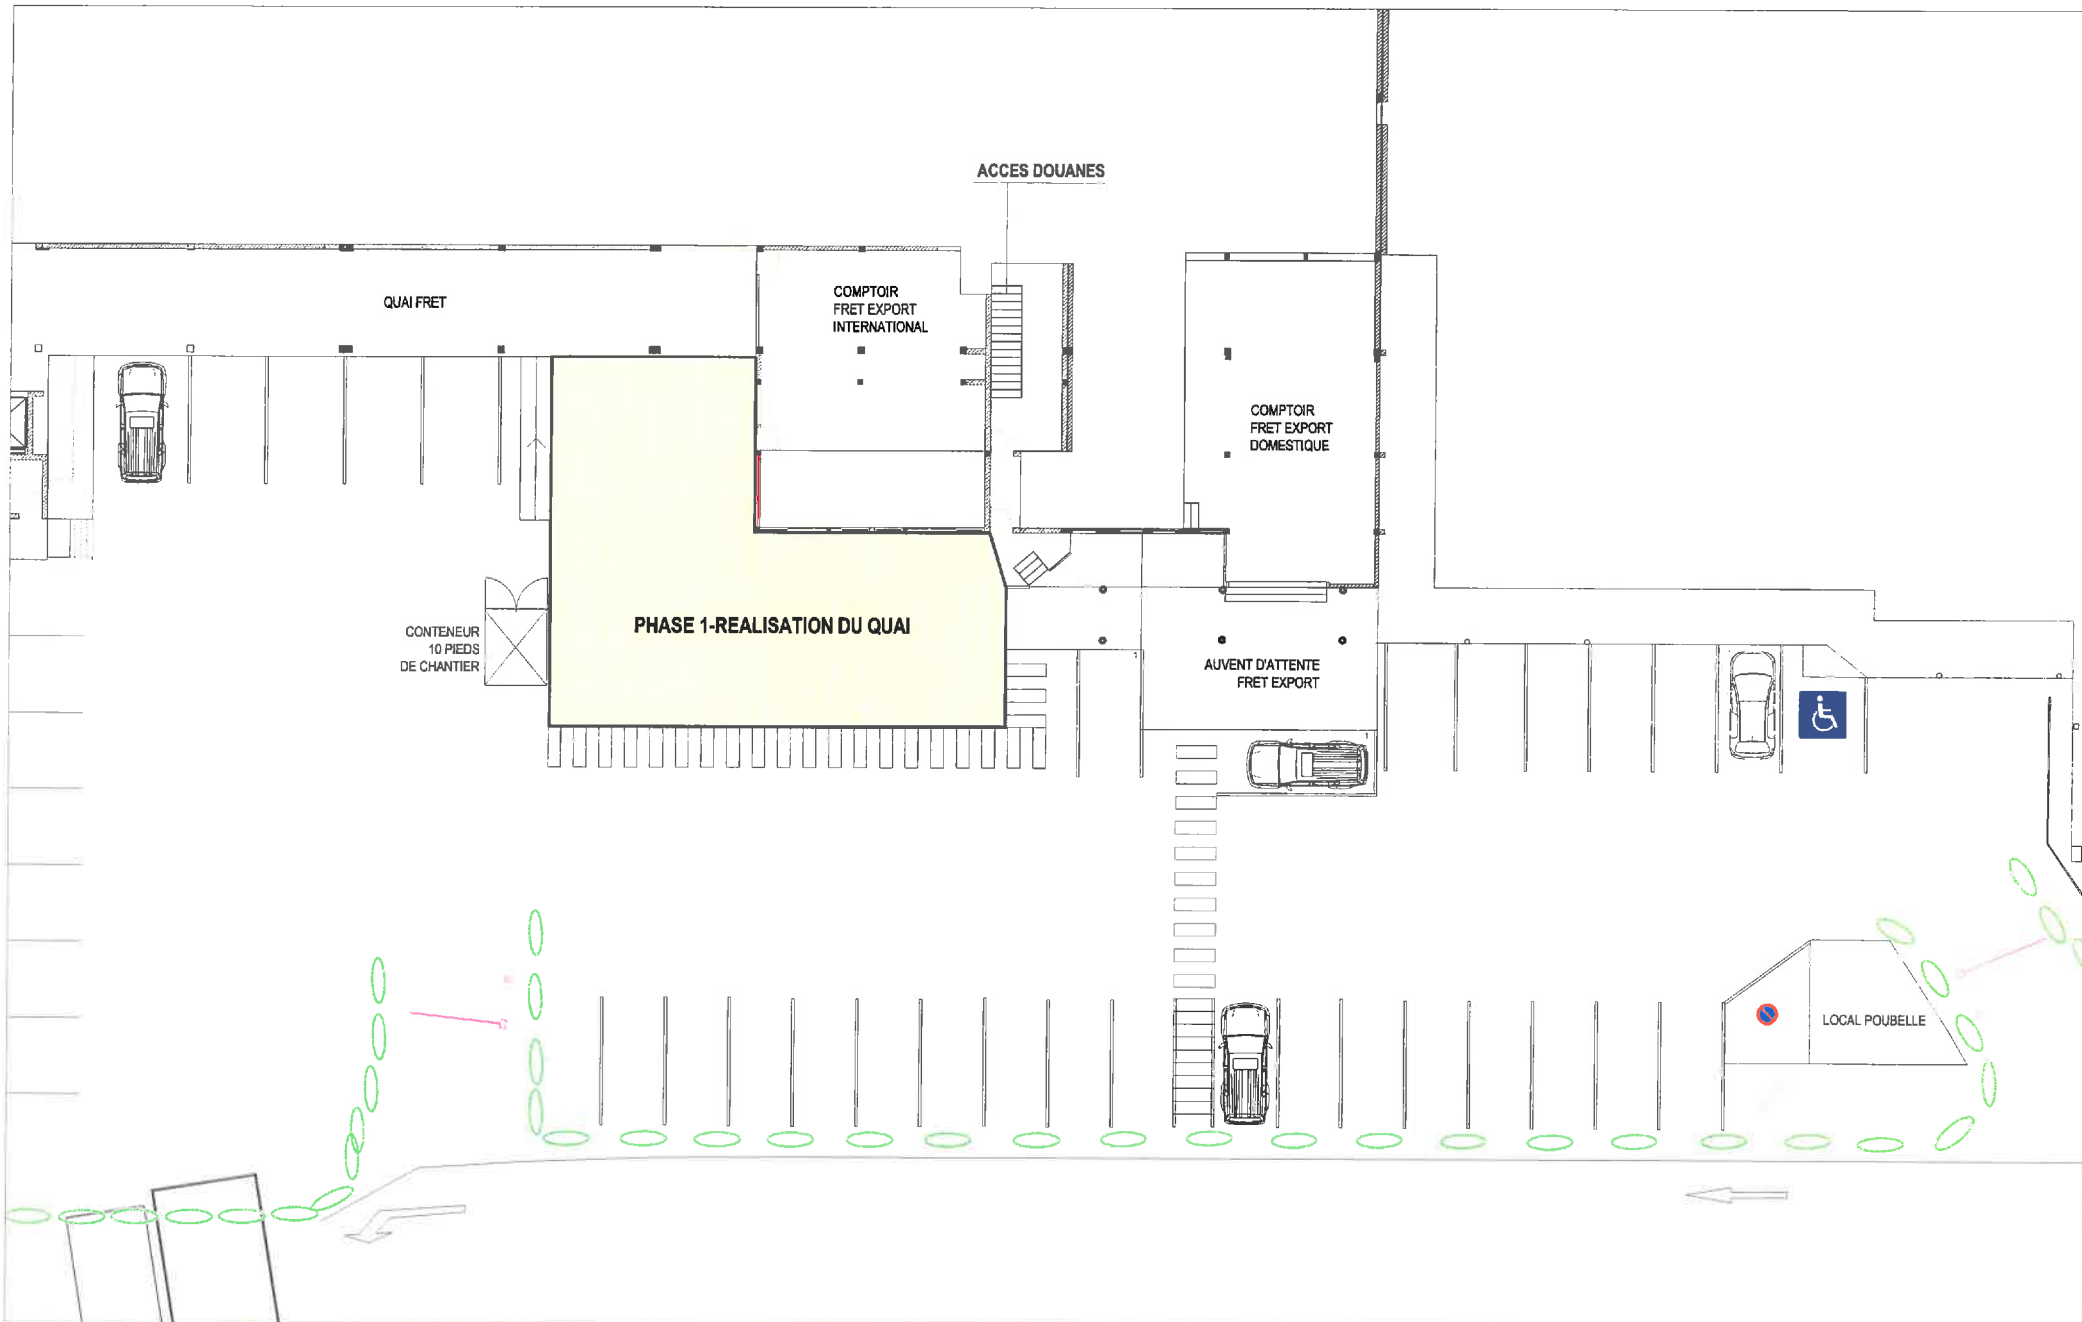 ACCES DOUANES
QUAI FRET
COMPTOIR
FRET EXPORT
INTERNATIONAL
COMPTOIR
FRET EXPORT
DOMESTIQUE
CONTENEUR
10 PIEDS
DE CHANTIER
PHASE 1-REALISATION DU QUAI
AUVENT D'ATTENTE
FRET EXPORT
LOCAL POUBELLE